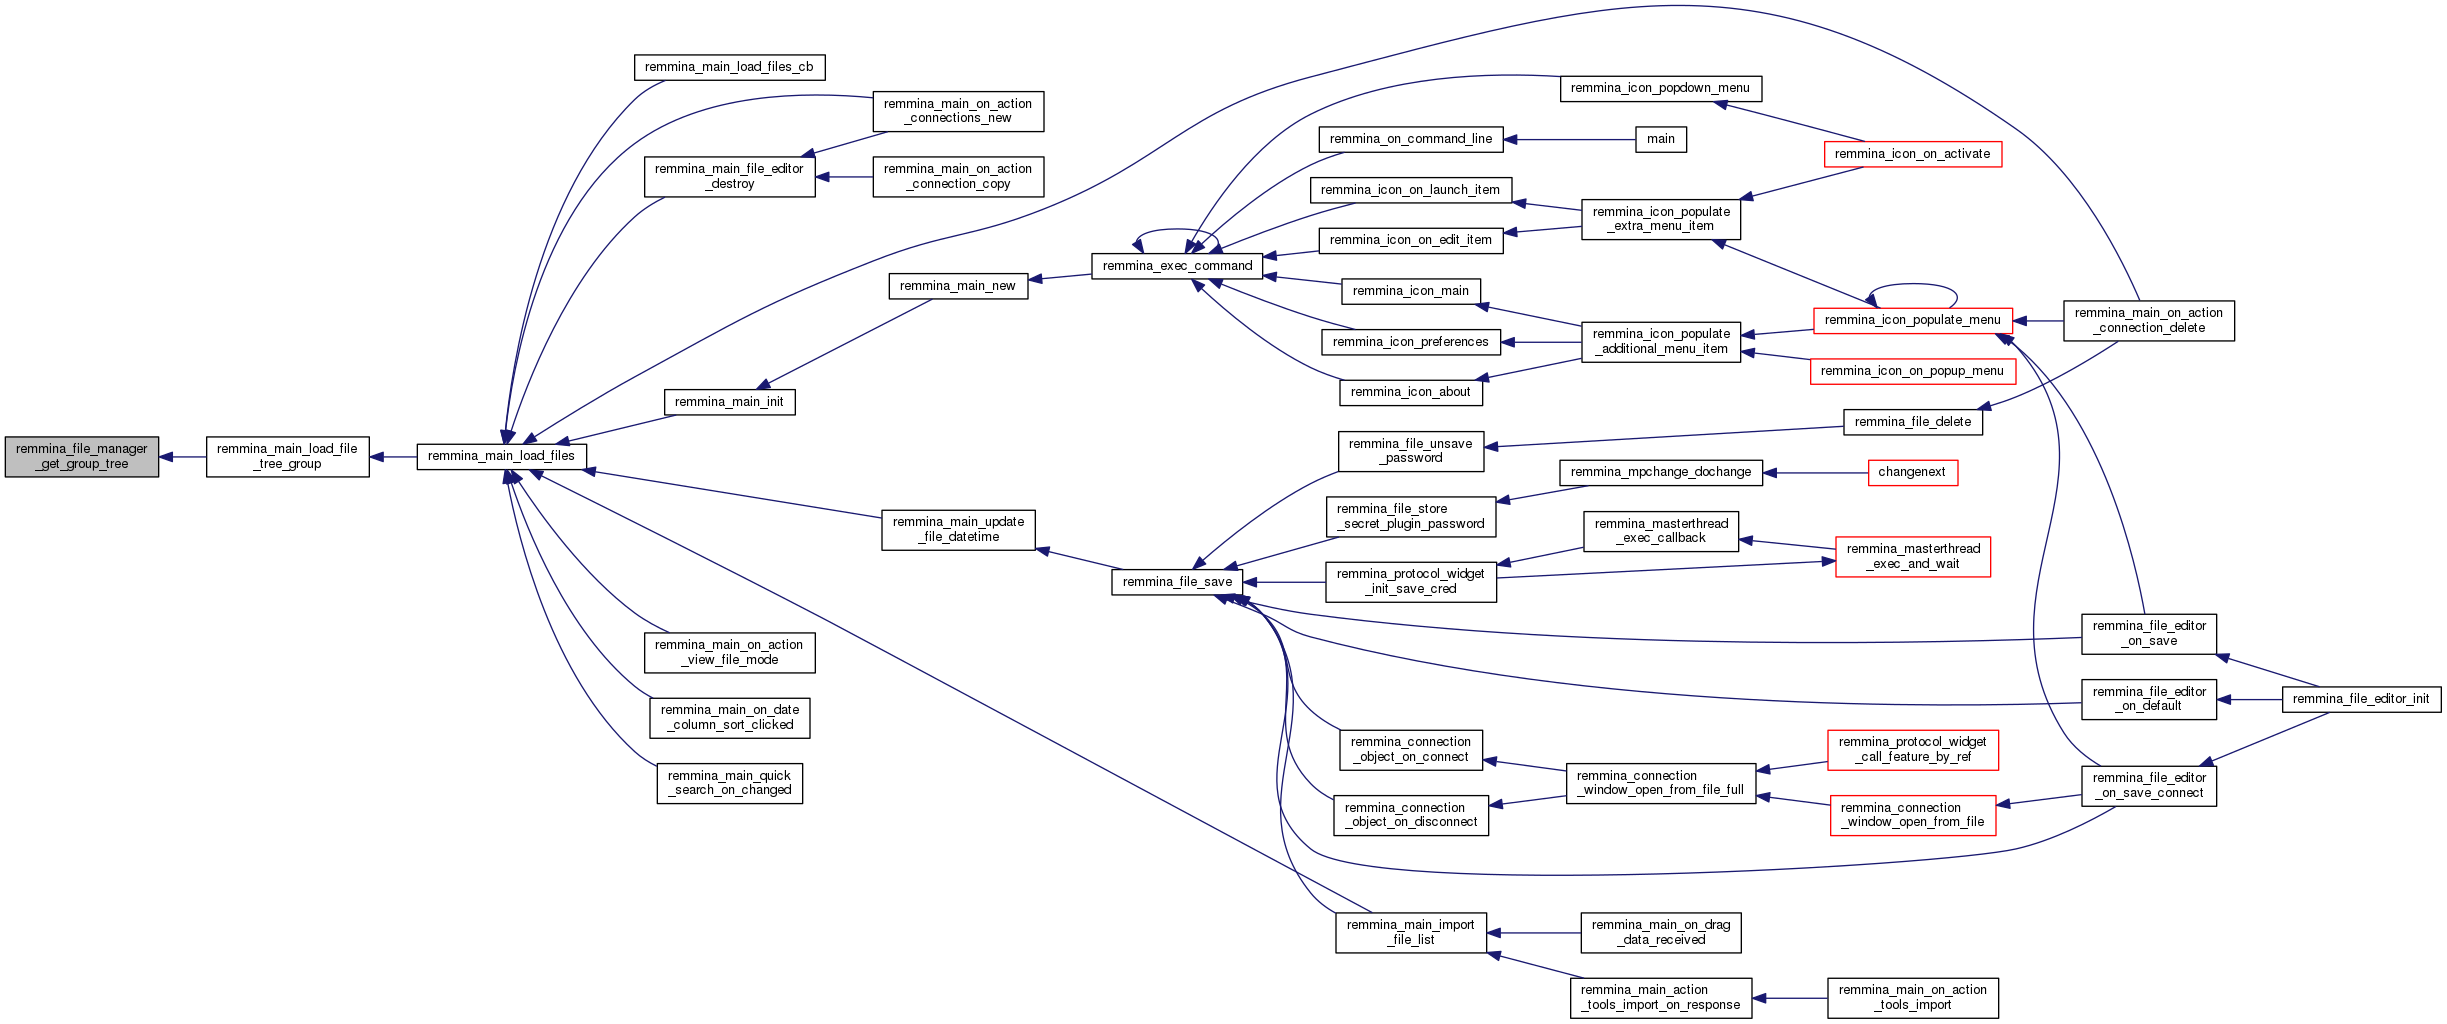 remmina_file_manager
_get_group_tree
remmina_main_load_file
_tree_group
remmina_main_load_files
remmina_main_load_files_cb
remmina_main_on_action
_connections_new
remmina_main_file_editor
_destroy
remmina_main_on_action
_connection_copy
remmina_main_new
remmina_main_init
remmina_main_update
_file_datetime
remmina_main_on_action
_view_file_mode
remmina_main_on_date
_column_sort_clicked
remmina_main_quick
_search_on_changed
remmina_exec_command
remmina_file_save
remmina_icon_popdown_menu
remmina_on_command_line
main
remmina_icon_on_launch_item
remmina_icon_on_edit_item
remmina_icon_main
remmina_icon_preferences
remmina_icon_about
remmina_icon_populate
_extra_menu_item
remmina_icon_populate
_additional_menu_item
remmina_icon_on_activate
remmina_icon_populate_menu
remmina_icon_on_popup_menu
remmina_main_on_action
_connection_delete
remmina_file_delete
remmina_file_unsave
_password
remmina_mpchange_dochange
changenext
remmina_file_store
_secret_plugin_password
remmina_masterthread
_exec_callback
remmina_masterthread
_exec_and_wait
remmina_protocol_widget
_init_save_cred
remmina_file_editor
_on_save
remmina_file_editor
_on_default
remmina_file_editor_init
remmina_connection
_object_on_connect
remmina_connection
_object_on_disconnect
remmina_connection
_window_open_from_file_full
remmina_protocol_widget
_call_feature_by_ref
remmina_connection
_window_open_from_file
remmina_file_editor
_on_save_connect
remmina_main_import
_file_list
remmina_main_on_drag
_data_received
remmina_main_action
_tools_import_on_response
remmina_main_on_action
_tools_import